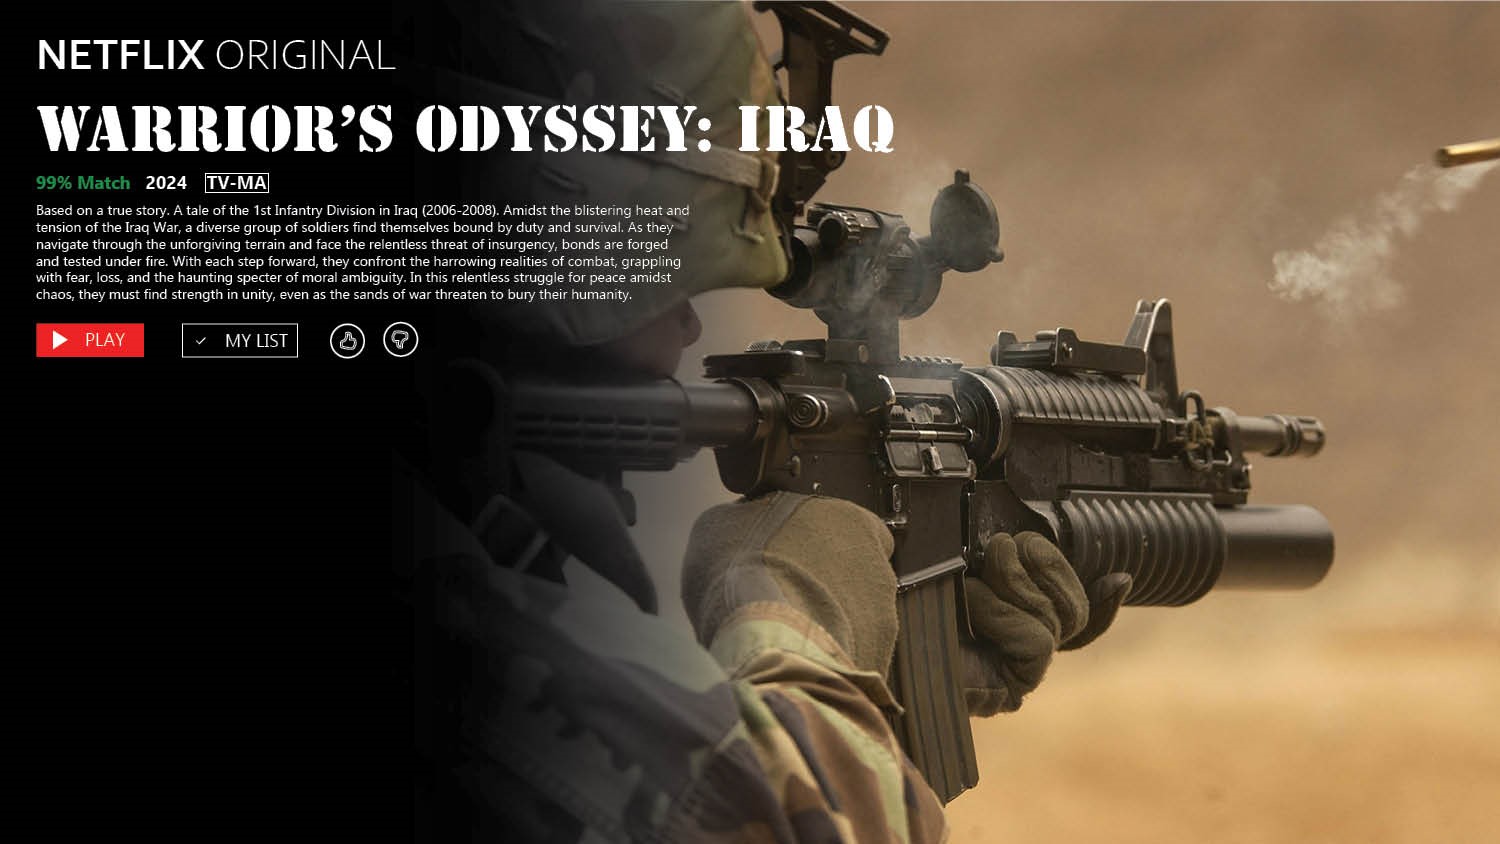 NETFLIX ORIGINAL
WARRIOR'S ODYSSEY: IRAQ
99% Match 2024 TV-MA
Based on a true story. A tale of the 1st Infantry Division in Iraq (2006-2008). Amidst the blistering heat and
tension of the Iraq War, a diverse group of soldiers find themselves bound by duty and survival. As they
navigate through the unforgiving terrain and face the relentless threat of insurgency, bonds are forged
and tested under fire. With each step forward, they confront the harrowing realities of combat, grappling
with fear, loss, and the haunting specter of moral ambiguity. In this relentless struggle for peace amidst
chaos, they must find strength in unity, even as the sands of war threaten to bury their humanity.
PLAY MY LIST